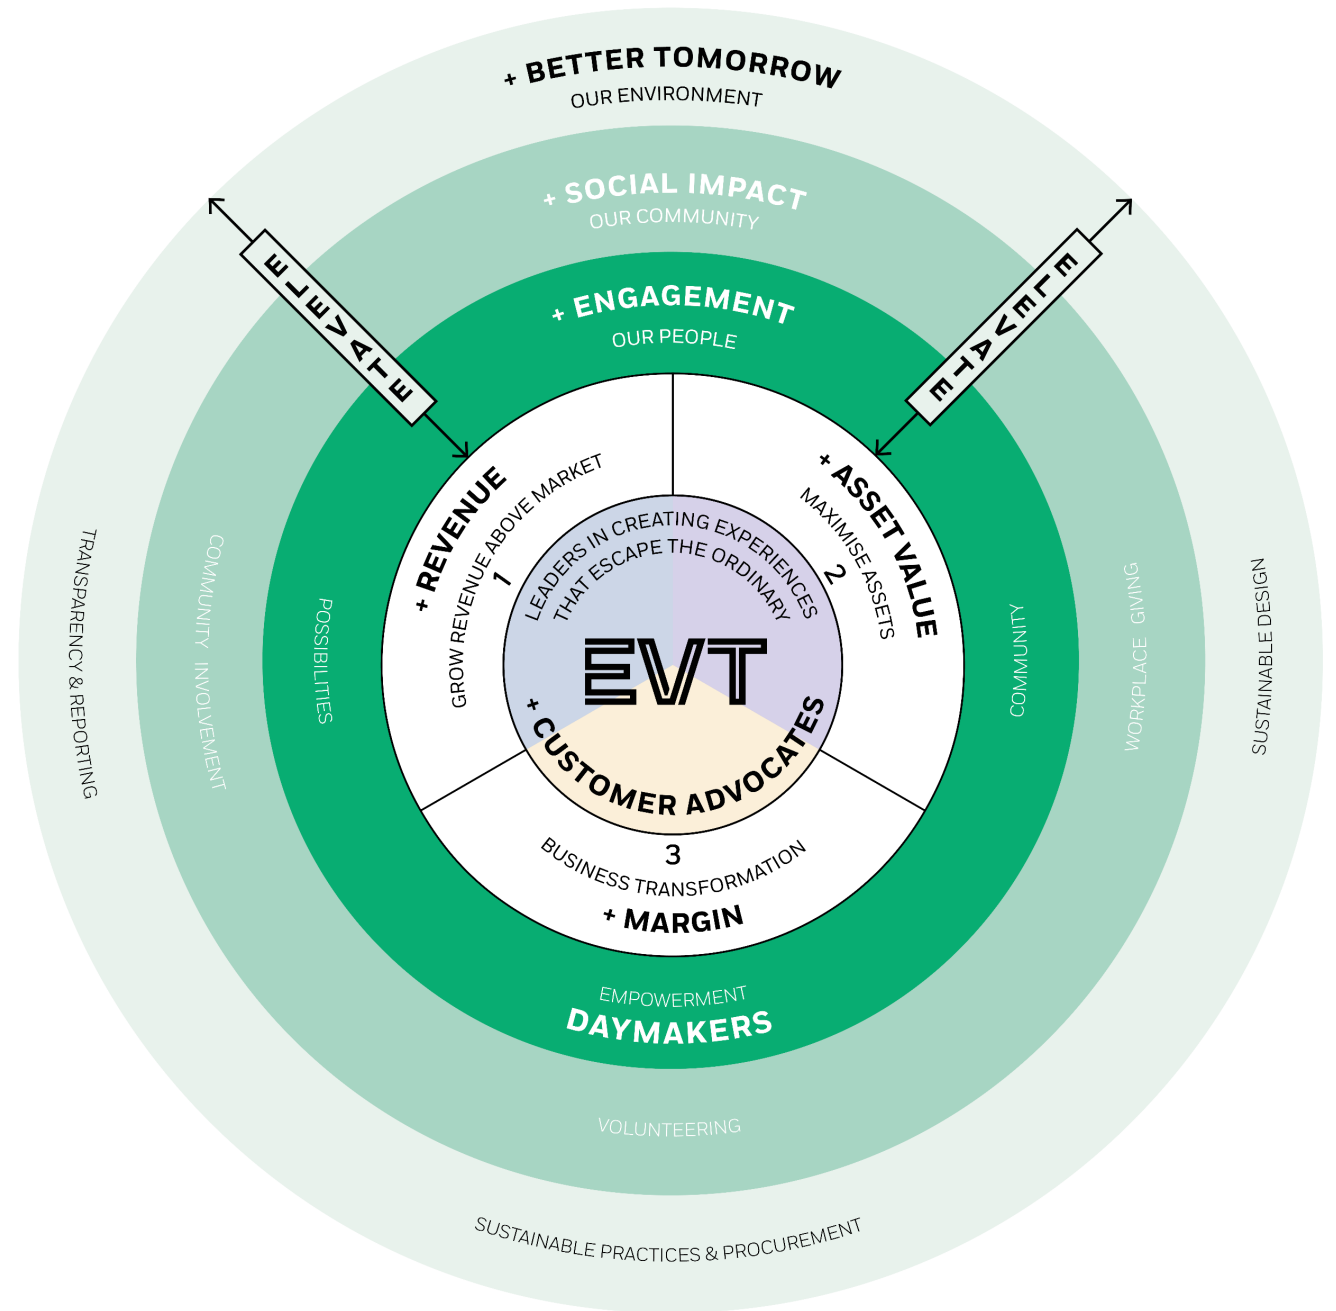 + BETTER TOMORROW
OUR ENVIRONMENT
+ SOCIAL IMPACT
OUR COMMUNITY
+ ENGAGEMENT
OUR PEOPLE
ELEVATE
ELEVATE
+ REVENUE
GROW REVENUE ABOVE MARKET
1
+ ASSET VALUE
MAXIMISE ASSETS
2
LEADERS IN CREATING EXPERIENCES
THAT ESCAPE THE ORDINARY
EVT
+ CUSTOMER ADVOCATES
3
BUSINESS TRANSFORMATION
+ MARGIN
TRANSPARENCY & REPORTING
COMMUNITY INVOLVEMENT
POSSIBILITIES
COMMUNITY
WORKPLACE GIVING
SUSTAINABLE DESIGN
EMPOWERMENT
DAYMAKERS
VOLUNTEERING
SUSTAINABLE PRACTICES & PROCUREMENT